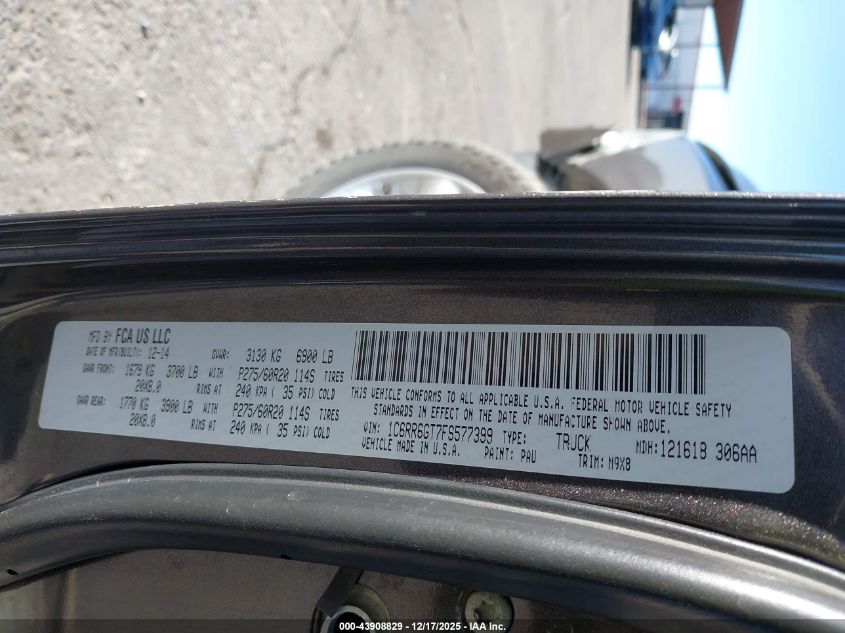 MFD BY FCA US LLC
DATE OF MFR(BUILT): 12-14 GVWR: 3130 KG 6900 LB
GAWR FRONT: 1679 KG 3700 LB WITH P275/60R20 114S TIRES
20X8.0 RIMS AT 240 KPA ( 35 PSI) COLD
GAWR REAR: 1770 KG 3900 LB WITH P275/60R20 114S TIRES
20X8.0 RIMS AT 240 KPA ( 35 PSI) COLD
THIS VEHICLE CONFORMS TO ALL APPLICABLE U.S.A. FEDERAL MOTOR VEHICLE SAFETY
STANDARDS IN EFFECT ON THE DATE OF MANUFACTURE SHOWN ABOVE.
VIN: 1C6RR6GT7FS577399 TYPE: TRUCK MDH:121618 306AA
VEHICLE MADE IN U.S.A. PAINT: PAU TRIM: N9X8
000-43908829 - 12/17/2025 - IAA Inc.